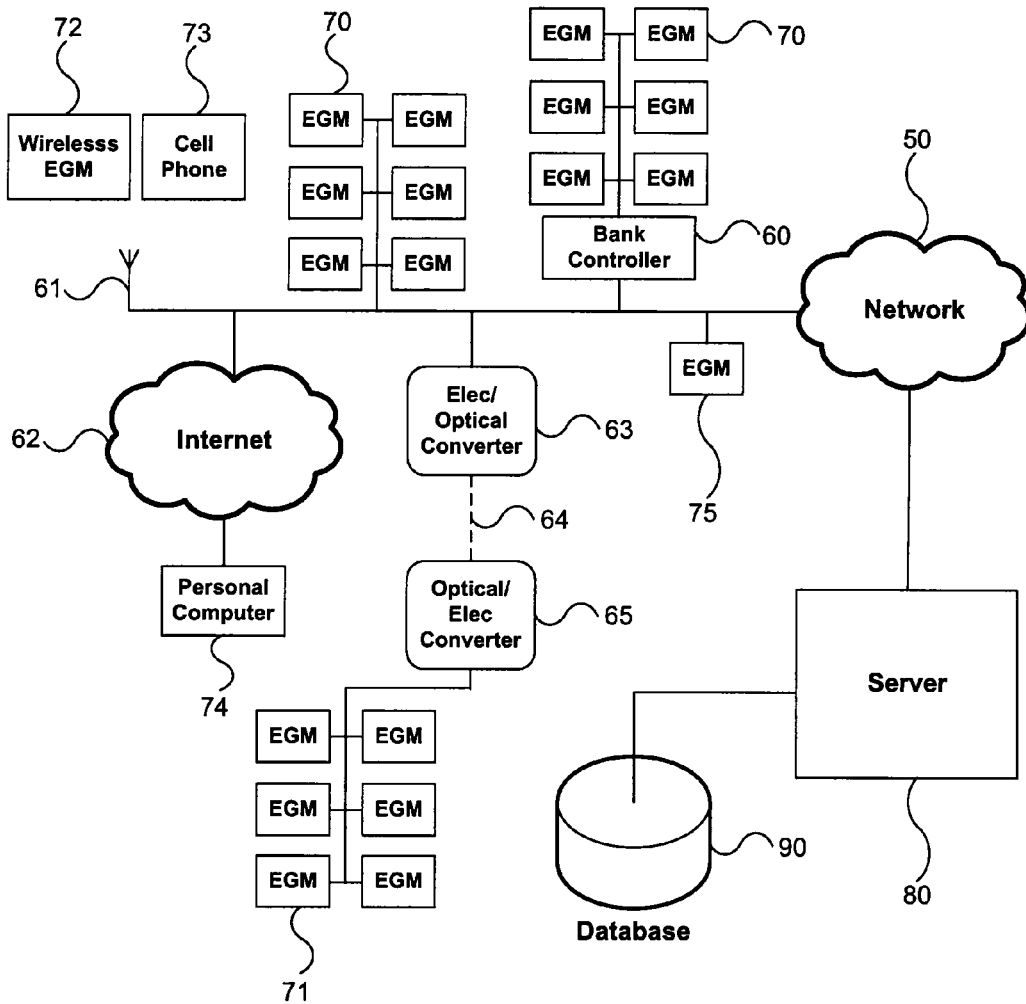 72
73
70
EGM
EGM
70
Wirelesss
EGM
Cell
Phone
EGM
EGM
EGM
EGM
50
EGM
EGM
EGM
EGM
EGM
EGM
Bank
Controller
60
61
Network
EGM
Elec/
Optical
Converter
63
62
Internet
64
75
Personal
Computer
Optical/
Elec
Converter
65
Server
74
EGM
EGM
EGM
EGM
90
EGM
EGM
80
Database
71